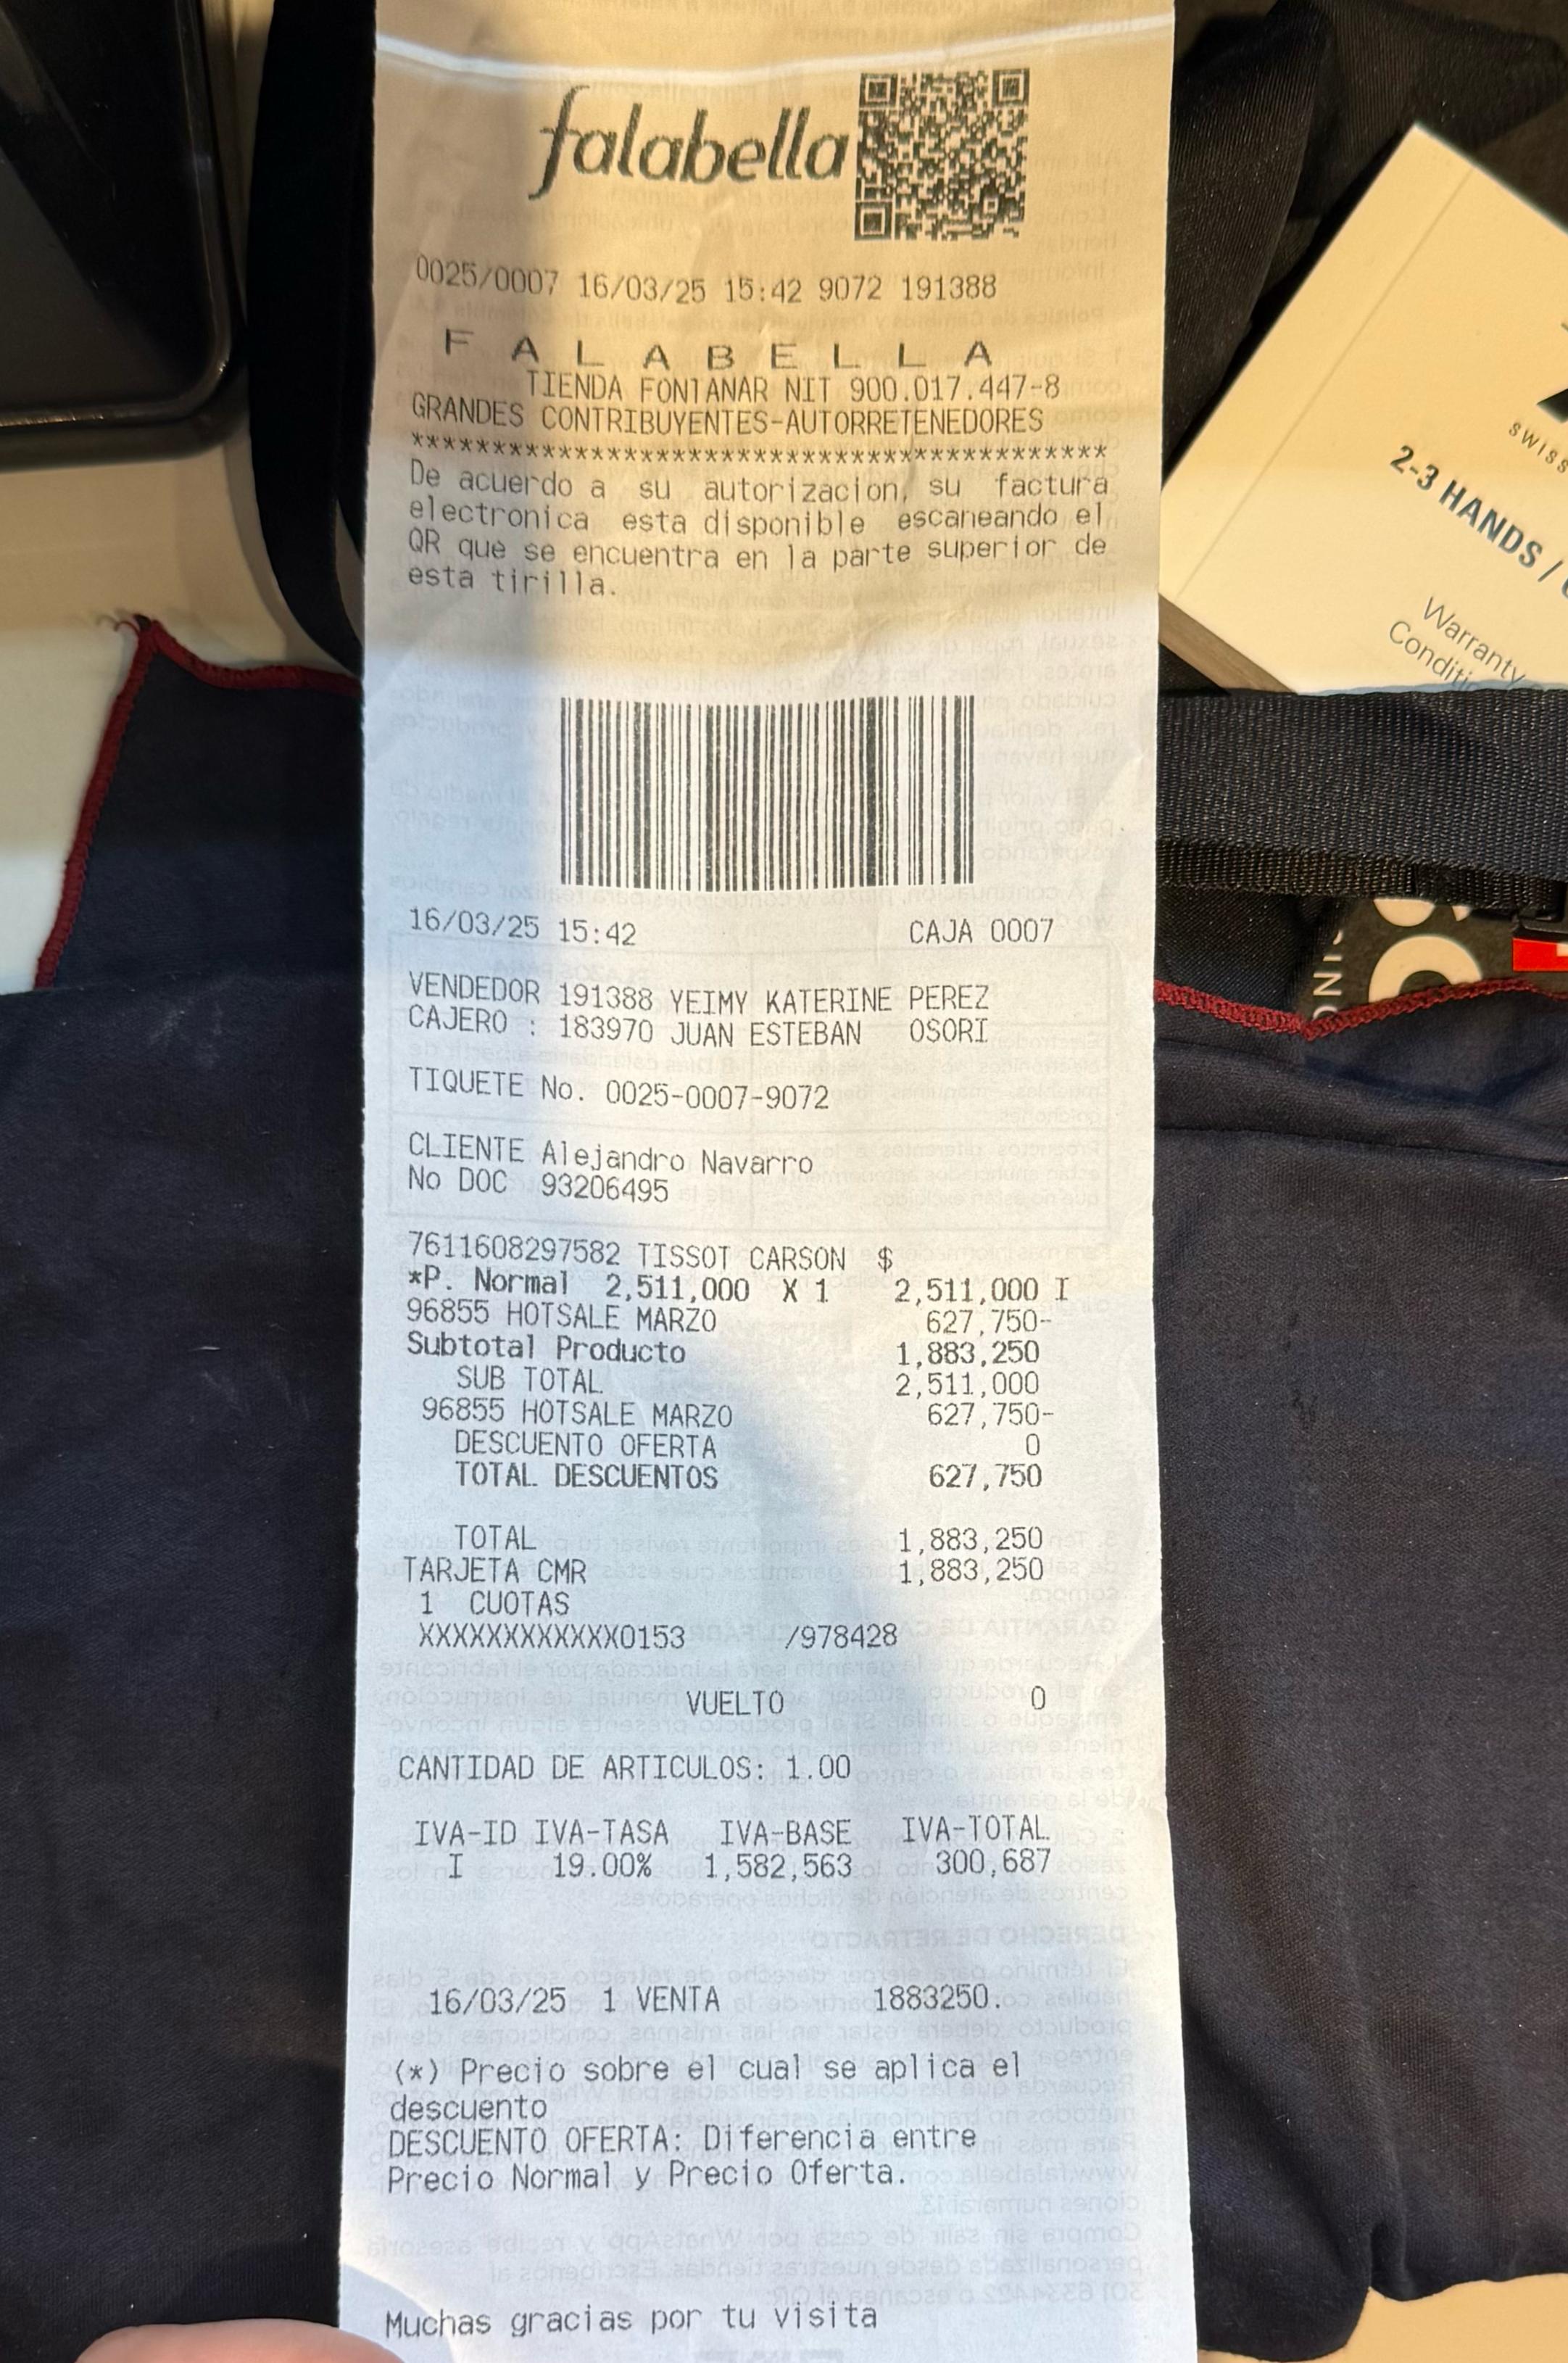 falabella
0025/0007 16/03/25 15:42 9072 191388
F A L A B E L L A
TIENDA FONTANAR NIT 900.017.447-8
GRANDES CONTRIBUYENTES-AUTORRETENEDORES
*******************************************
De acuerdo a su autorizacion, su factura
electronica esta disponible escaneando el
QR que se encuentra en la parte superior de
esta tirilla.
16/03/25 15:42 CAJA 0007
VENDEDOR 191388 YEIMY KATERINE PEREZ
CAJERO : 183970 JUAN ESTEBAN OSORI
TIQUETE No. 0025-0007-9072
CLIENTE Alejandro Navarro
No DOC 93206495
7611608297582 TISSOT CARSON $
*P. Normal 2,511,000 X 1 2,511,000 I
96855 HOTSALE MARZO 627,750-
Subtotal Producto 1,883,250
SUB TOTAL 2,511,000
96855 HOTSALE MARZO 627,750-
DESCUENTO OFERTA 0
TOTAL DESCUENTOS 627,750
TOTAL 1,883,250
TARJETA CMR 1,883,250
1 CUOTAS
XXXXXXXXXXXX0153 /978428
VUELTO 0
CANTIDAD DE ARTICULOS: 1.00
IVA-ID IVA-TASA IVA-BASE IVA-TOTAL
I 19.00% 1,582,563 300,687
16/03/25 1 VENTA 1883250.
(*) Precio sobre el cual se aplica el
descuento
DESCUENTO OFERTA: Diferencia entre
Precio Normal y Precio Oferta.
Muchas gracias por tu visita
SWISS
2-3 HANDS /
Warranty